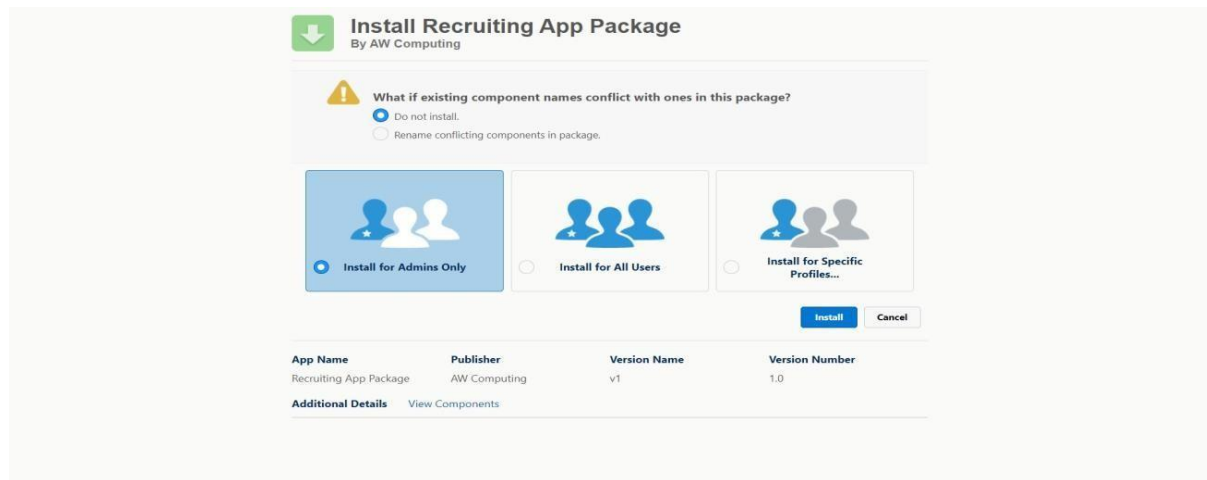 Install Recruiting App Package
By AW Computing
What if existing component names conflict with ones in this package?
Do not install.
Rename conflicting components in package.
Install for Admins Only
Install for All Users
Install for Specific
Profiles...
Install Cancel
App Name Publisher Version Name Version Number
Recruiting App Package AW Computing v1 1.0
Additional Details View Components